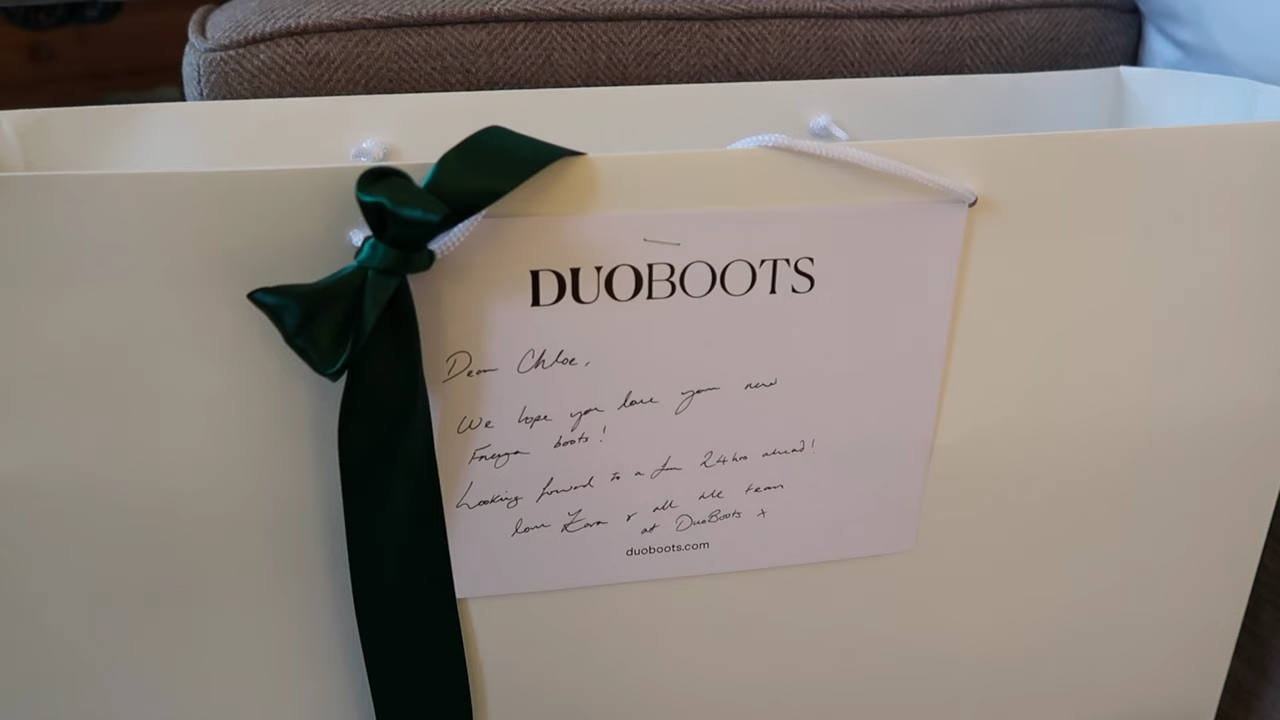 DUOBOOTS
Dear Chloe,
We hope you love your new
Freya boots!
Looking forward to a fun 24hrs ahead!
love Zara & all the team
at DuoBoots x
duoboots.com